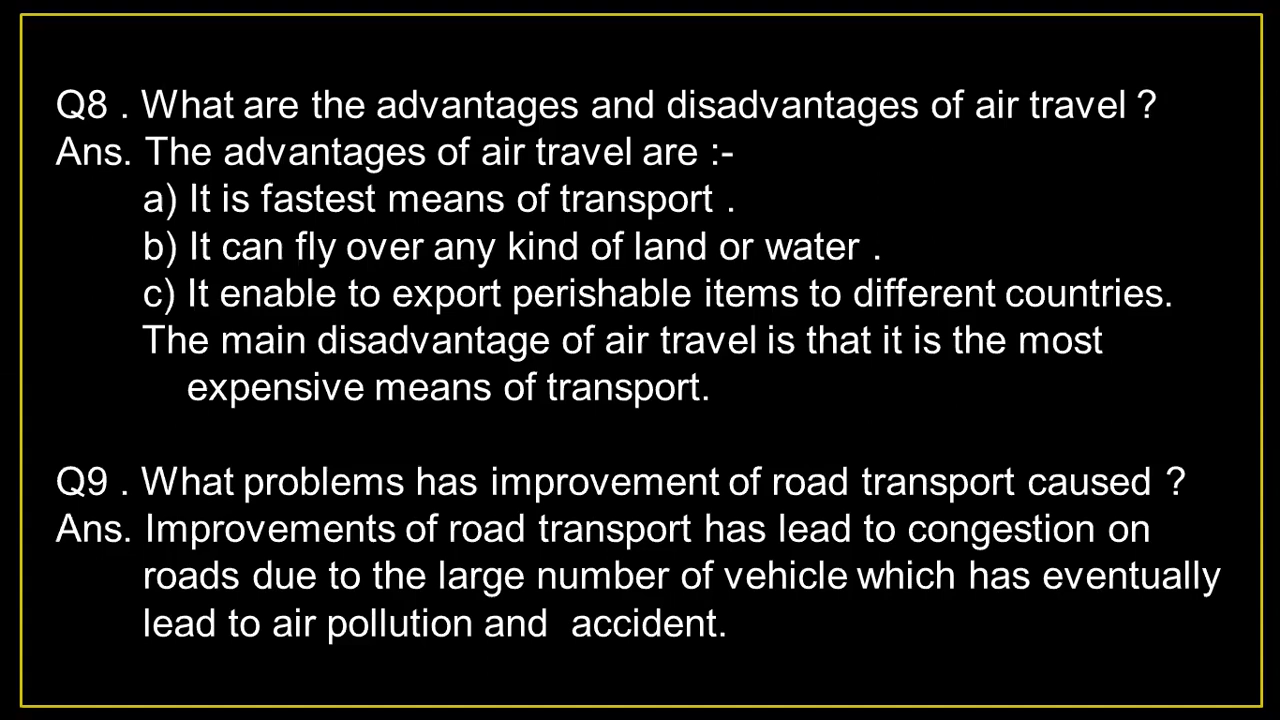 Q8 . What are the advantages and disadvantages of air travel ?
Ans. The advantages of air travel are :-
a) It is fastest means of transport .
b) It can fly over any kind of land or water .
c) It enable to export perishable items to different countries.
The main disadvantage of air travel is that it is the most
expensive means of transport.
Q9 . What problems has improvement of road transport caused ?
Ans. Improvements of road transport has lead to congestion on
roads due to the large number of vehicle which has eventually
lead to air pollution and accident.